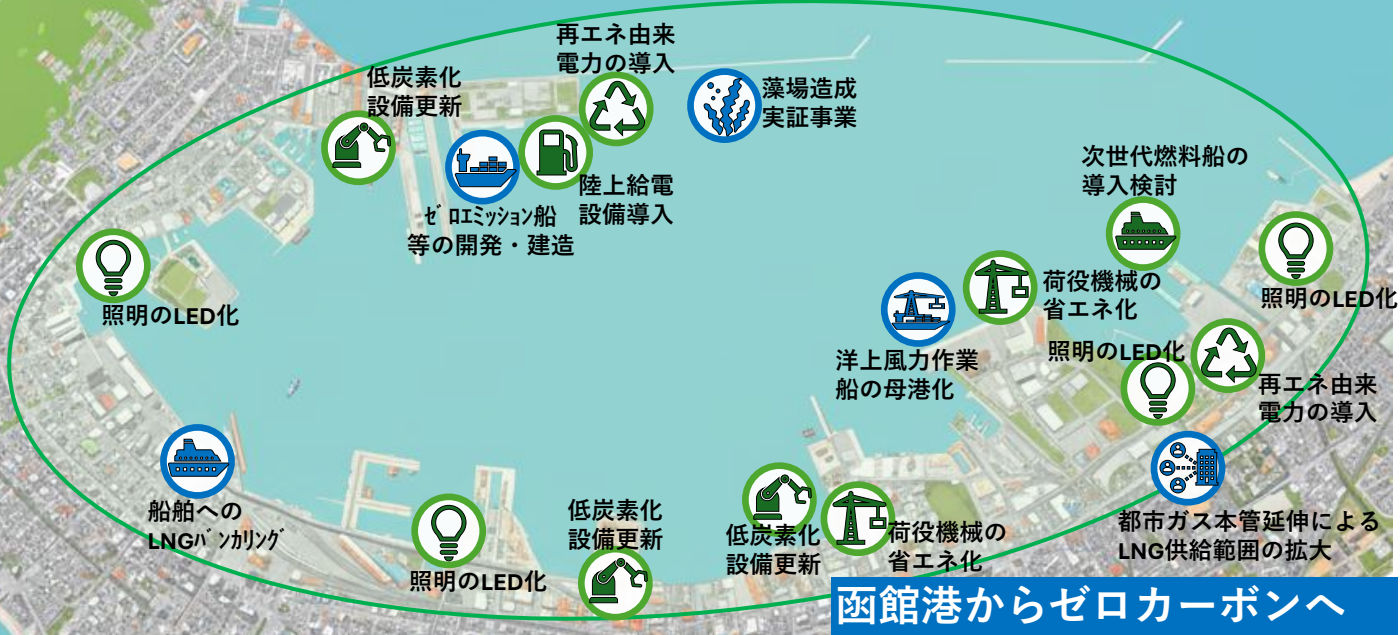 再エネ由来
電力の導入
低炭素化
設備更新
藻場造成
実証事業
陸上給電
設備導入
ｾﾞﾛｴﾐｯｼｮﾝ船
等の開発・建造
次世代燃料船の
導入検討
照明のLED化
荷役機械の
省エネ化
照明のLED化
洋上風力作業
船の母港化
照明のLED化
再エネ由来
電力の導入
船舶への
LNGﾊﾞﾝｶﾘﾝｸﾞ
照明のLED化
低炭素化
設備更新
低炭素化
設備更新
荷役機械の
省エネ化
都市ガス本管延伸による
LNG供給範囲の拡大
函館港からゼロカーボンへ